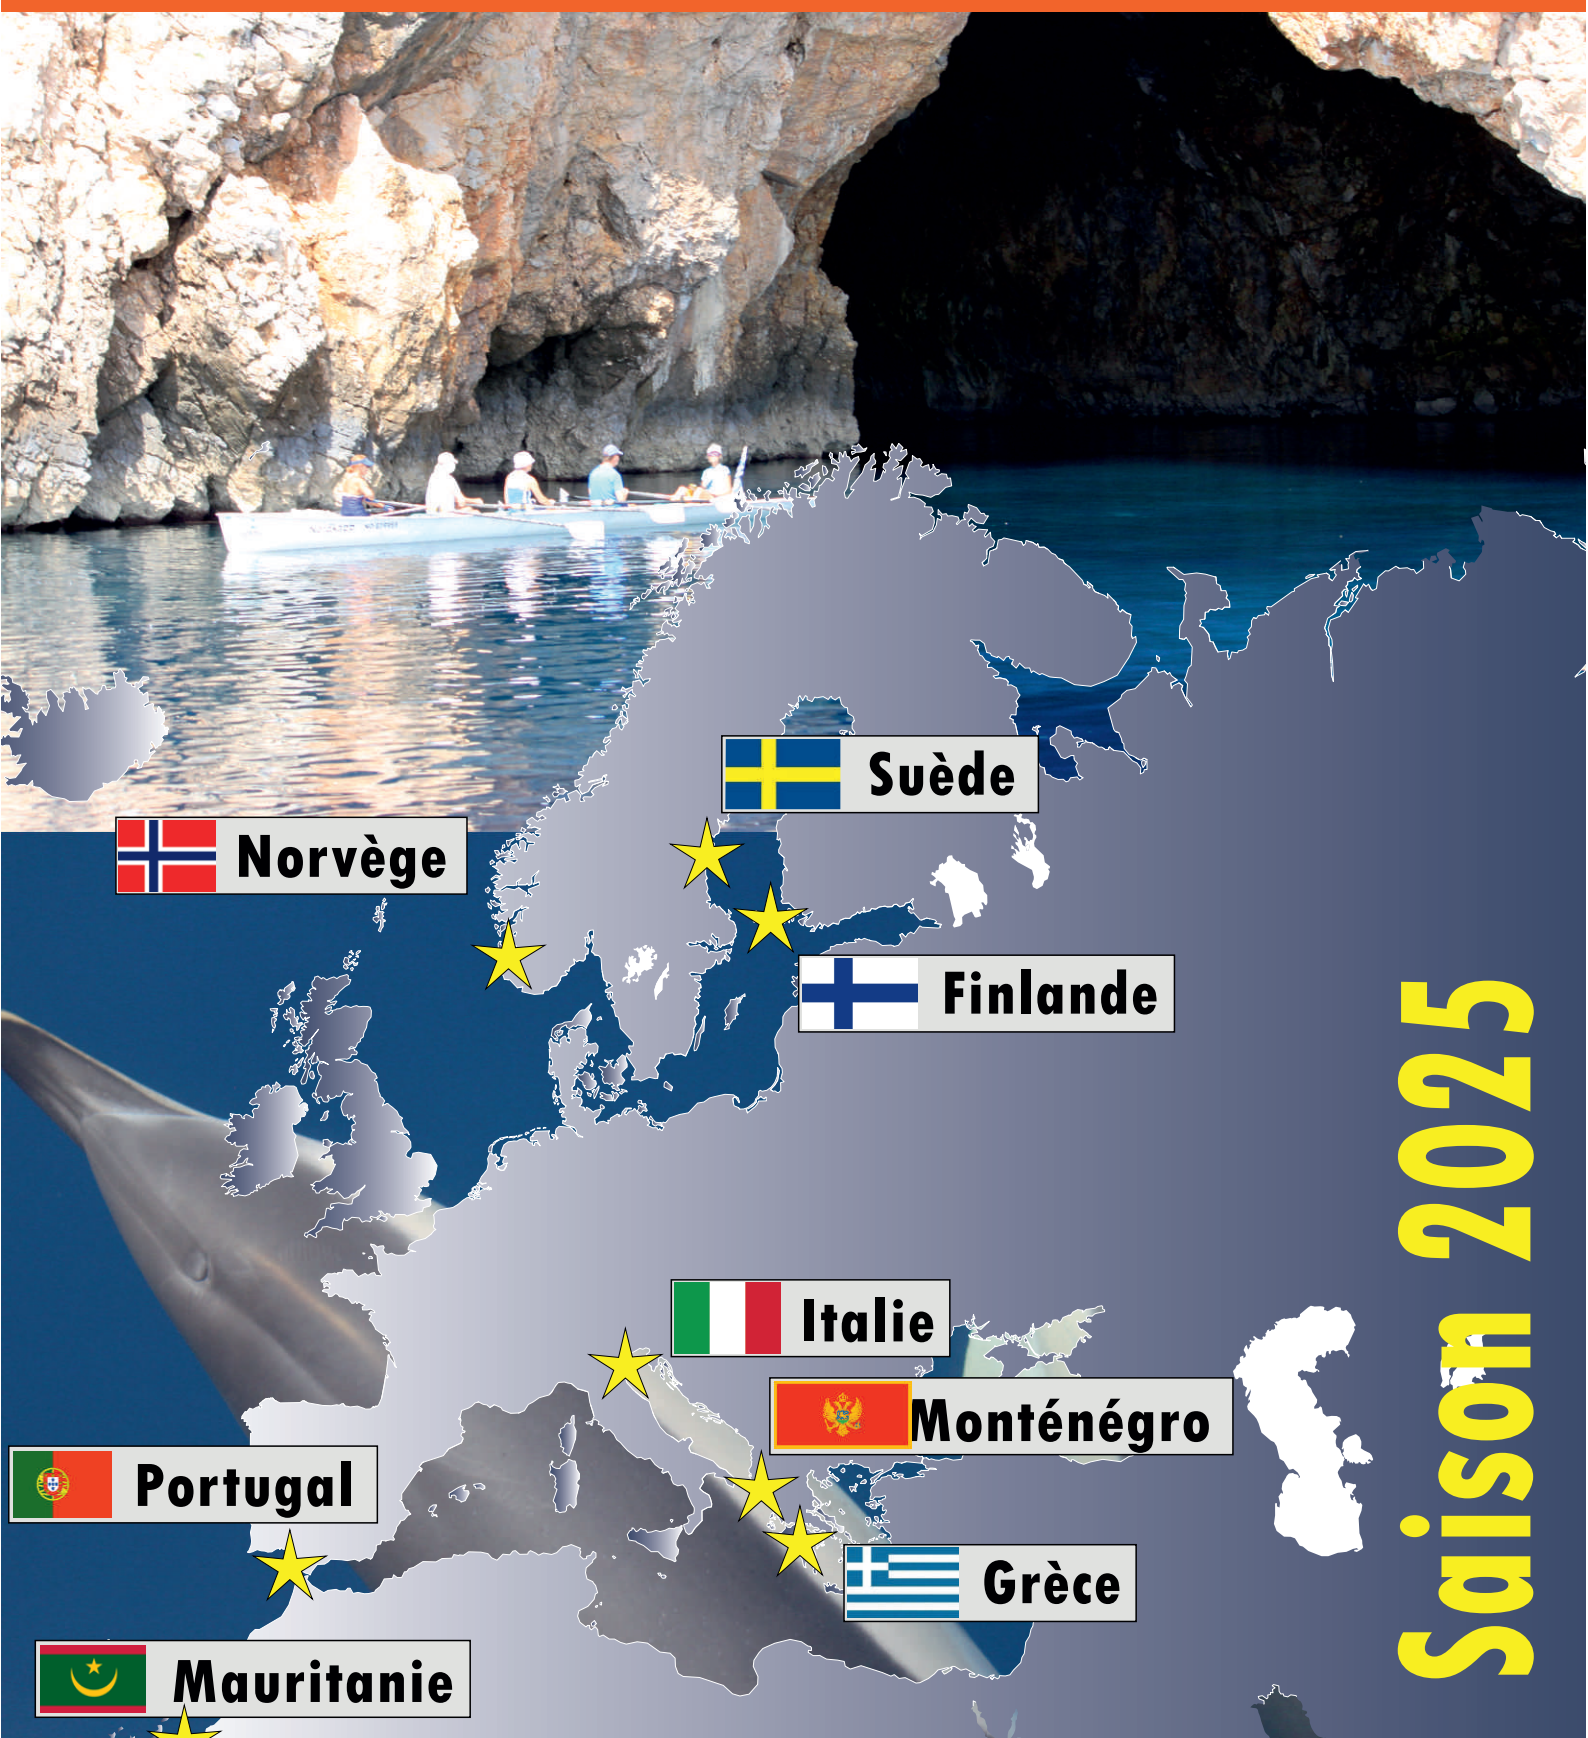 Suède
Norvège
Finlande
Saison 2025
Italie
Monténégro
Portugal
Grèce
Mauritanie